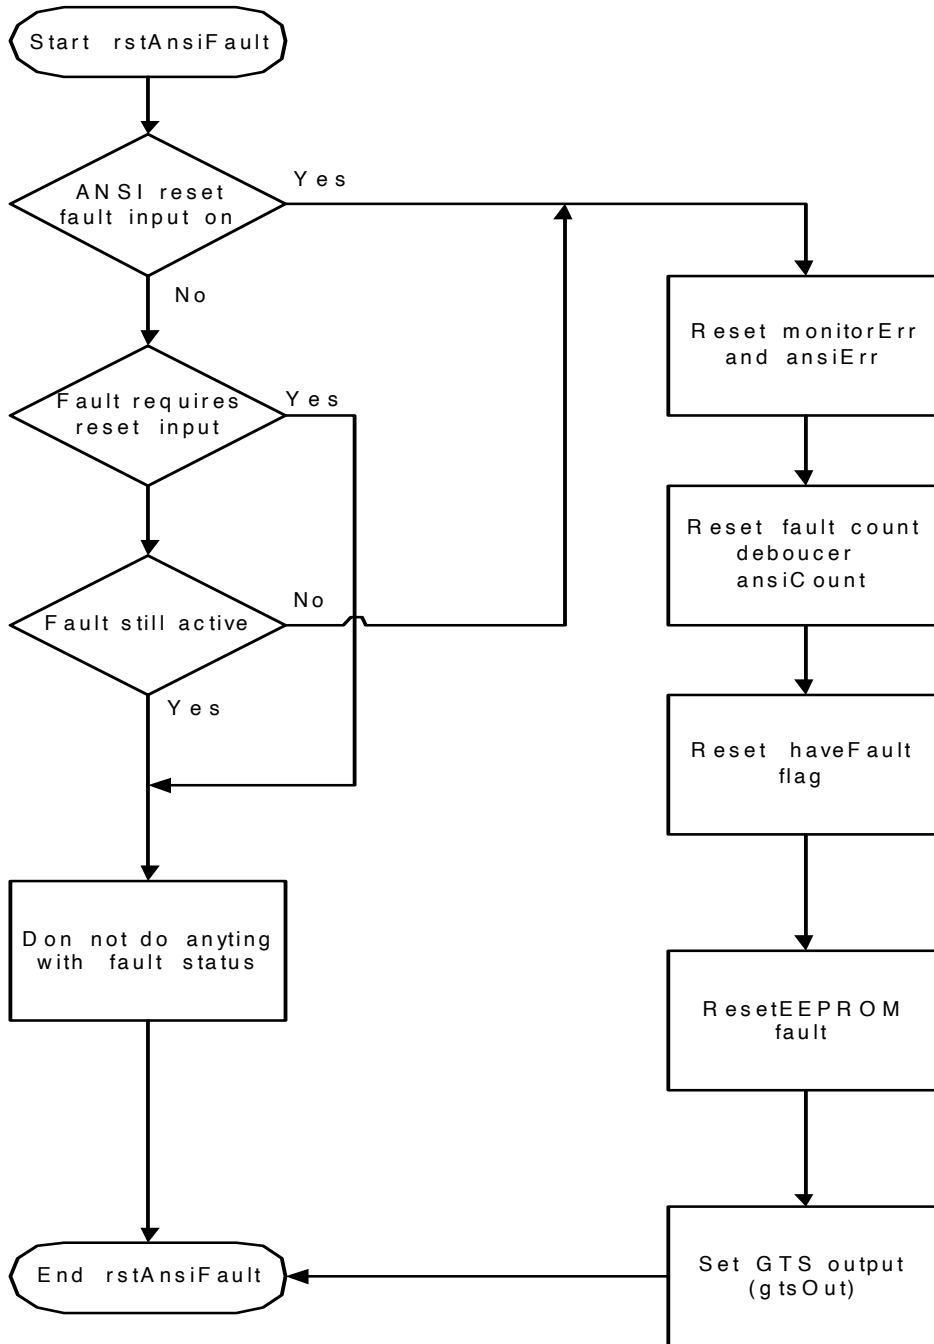 Start rstAnsiFault
ANSI reset
fault input on
Yes
No
Fault requires
reset input
Yes
Fault still active
No
Yes
Don not do anyting
with fault status
End rstAnsiFault
Reset monitorErr
and ansiErr
Reset fault count
deboucer
ansiCount
Reset haveFault
flag
ResetEEPROM
fault
Set GTS output
(gtsOut)